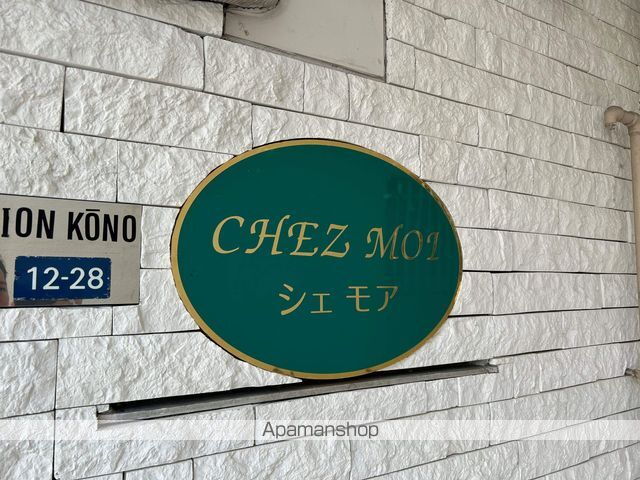 ION KŌNO
12-28
CHEZ MOI
シェ モア
Apamanshop